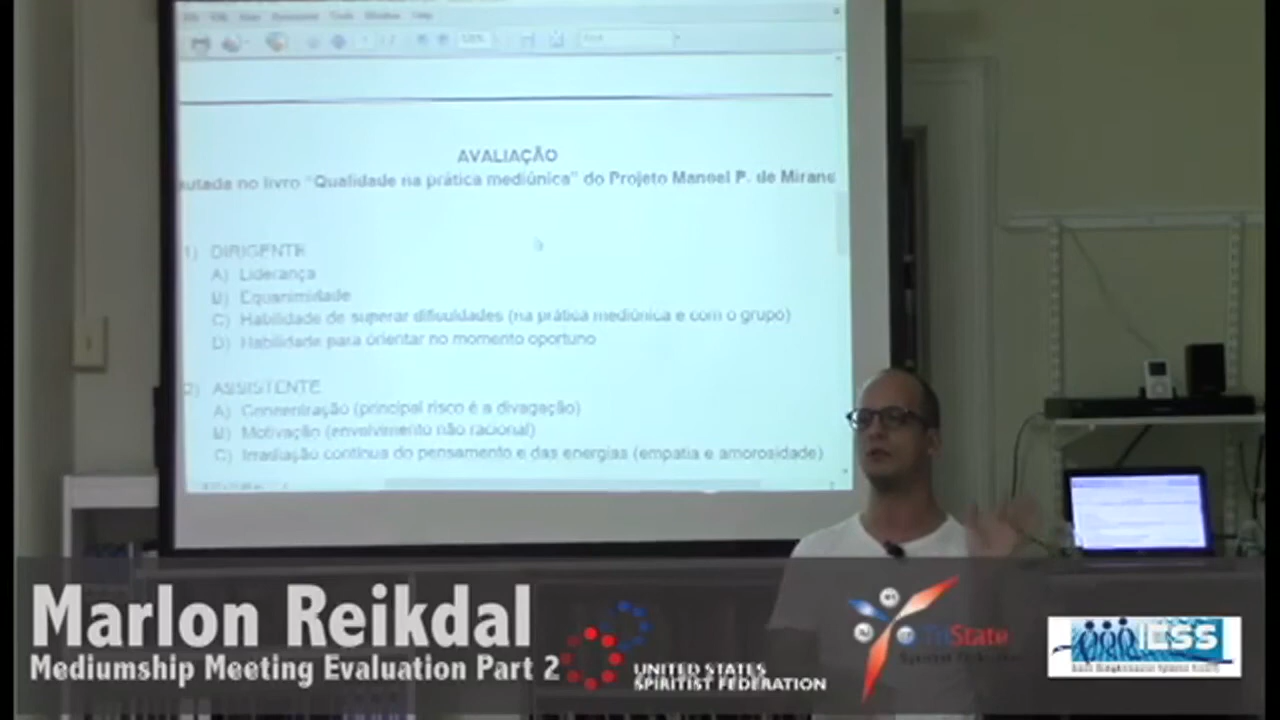 AVALIAÇÃO
no livro "Qualidade na prática mediúnica" do Projeto Manoel P. de
1) DIRIGENTE
A) Liderança
B) Equanimidade
C) Habilidade de superar dificuldades (na prática mediúnica e com o grupo)
D) Habilidade para orientar no momento oportuno
2) ASSISTENTE
A) Concentração (principal risco é a divagação)
B) Motivação (envolvimento não racional)
C) Irradiação contínua do pensamento e das energias (empatia e amorosidade)
Marlon Reikdal
Mediumship Meeting Evaluation Part 2
UNITED STATES
SPIRITIST FEDERATION
TriState